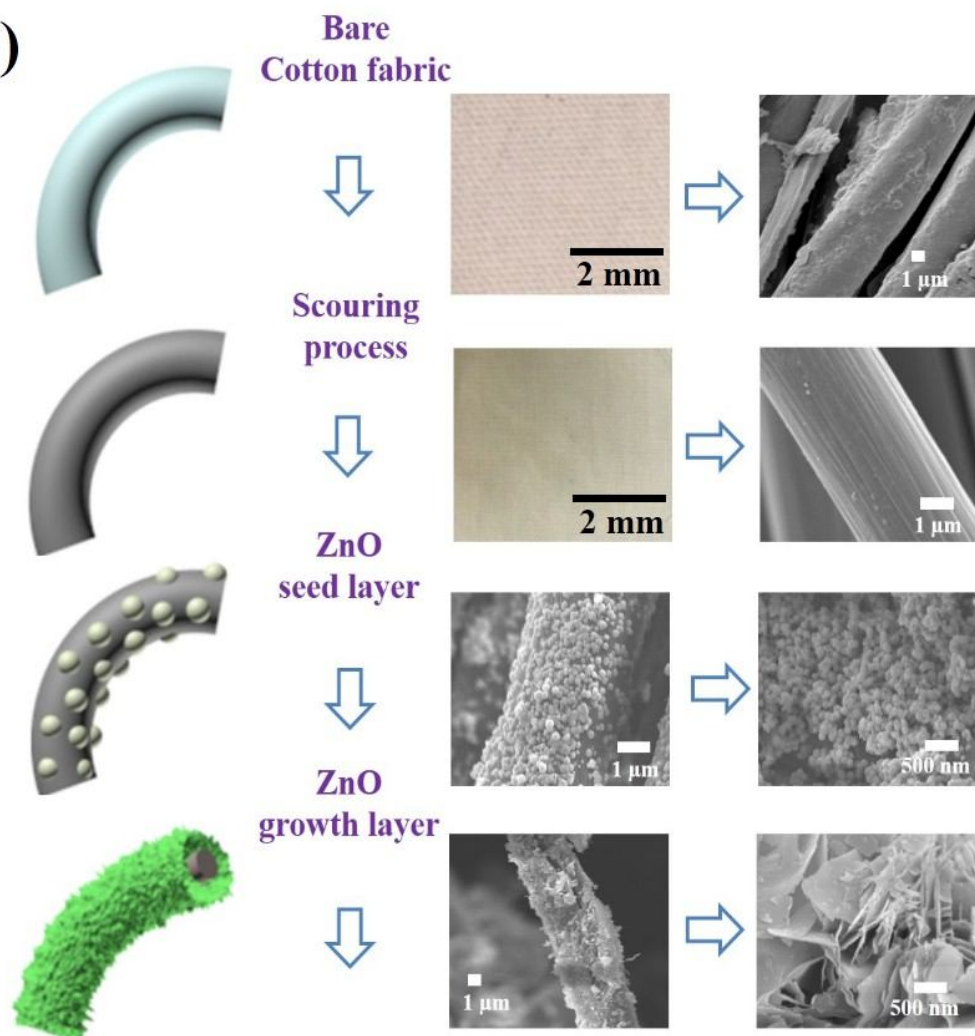 )
Bare
Cotton fabric
2 mm
1 µm
Scouring
process
2 mm
1 µm
ZnO
seed layer
1 µm
500 nm
ZnO
growth layer
1 µm
500 nm